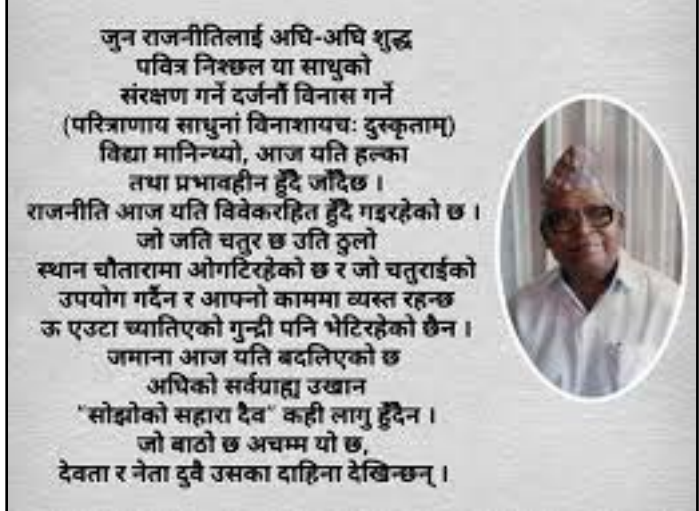 जुन राजनीतिलाई अघि-अघि शुद्ध
पवित्र निश्छल या साधुको
संरक्षण गर्ने दर्जनौं विनास गर्ने
(परित्राणाय साधुनां विनाशायचः दुस्कृताम्)
विद्या मानिन्थ्यो, आज यति हल्का
तथा प्रभावहीन हुँदै जाँदैछ ।
राजनीति आज यति विवेकरहित हुँदै गइरहेको छ ।
जो जति चतुर छ उति ठुलो
स्थान चौतारामा ओगटिरहेको छ र जो चतुराईको
उपयोग गर्दैन र आफ्नो काममा व्यस्त रहन्छ
ऊ एउटा च्यातिएको गुन्द्री पनि भेटिरहेको छैन ।
जमाना आज यति बदलिएको छ
अघिको सर्वग्राह्य उखान
"सोझोको सहारा दैव" कही लागु हुँदैन ।
जो बाठो छ अचम्म यो छ,
देवता र नेता दुवै उसका दाहिना देखिन्छन् ।